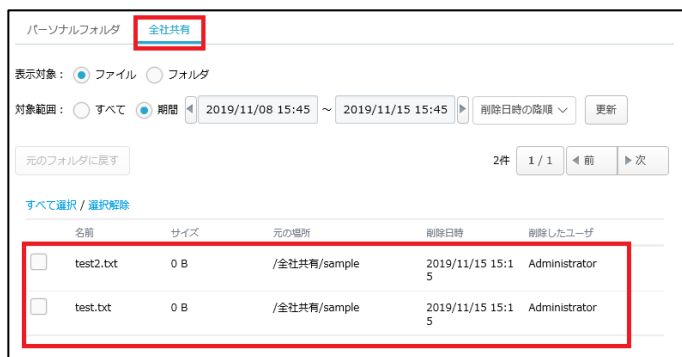 パーソナルフォルダ 全社共有
表示対象： ファイル フォルダ
対象範囲： すべて 期間 2019/11/08 15:45 ～ 2019/11/15 15:45 削除日時の降順 更新
元のフォルダに戻す 2件 1 / 1 前 次
すべて選択 / 選択解除
名前 サイズ 元の場所 削除日時 削除したユーザ
test2.txt 0 B /全社共有/sample 2019/11/15 15:1 Administrator
5
test.txt 0 B /全社共有/sample 2019/11/15 15:1 Administrator
5